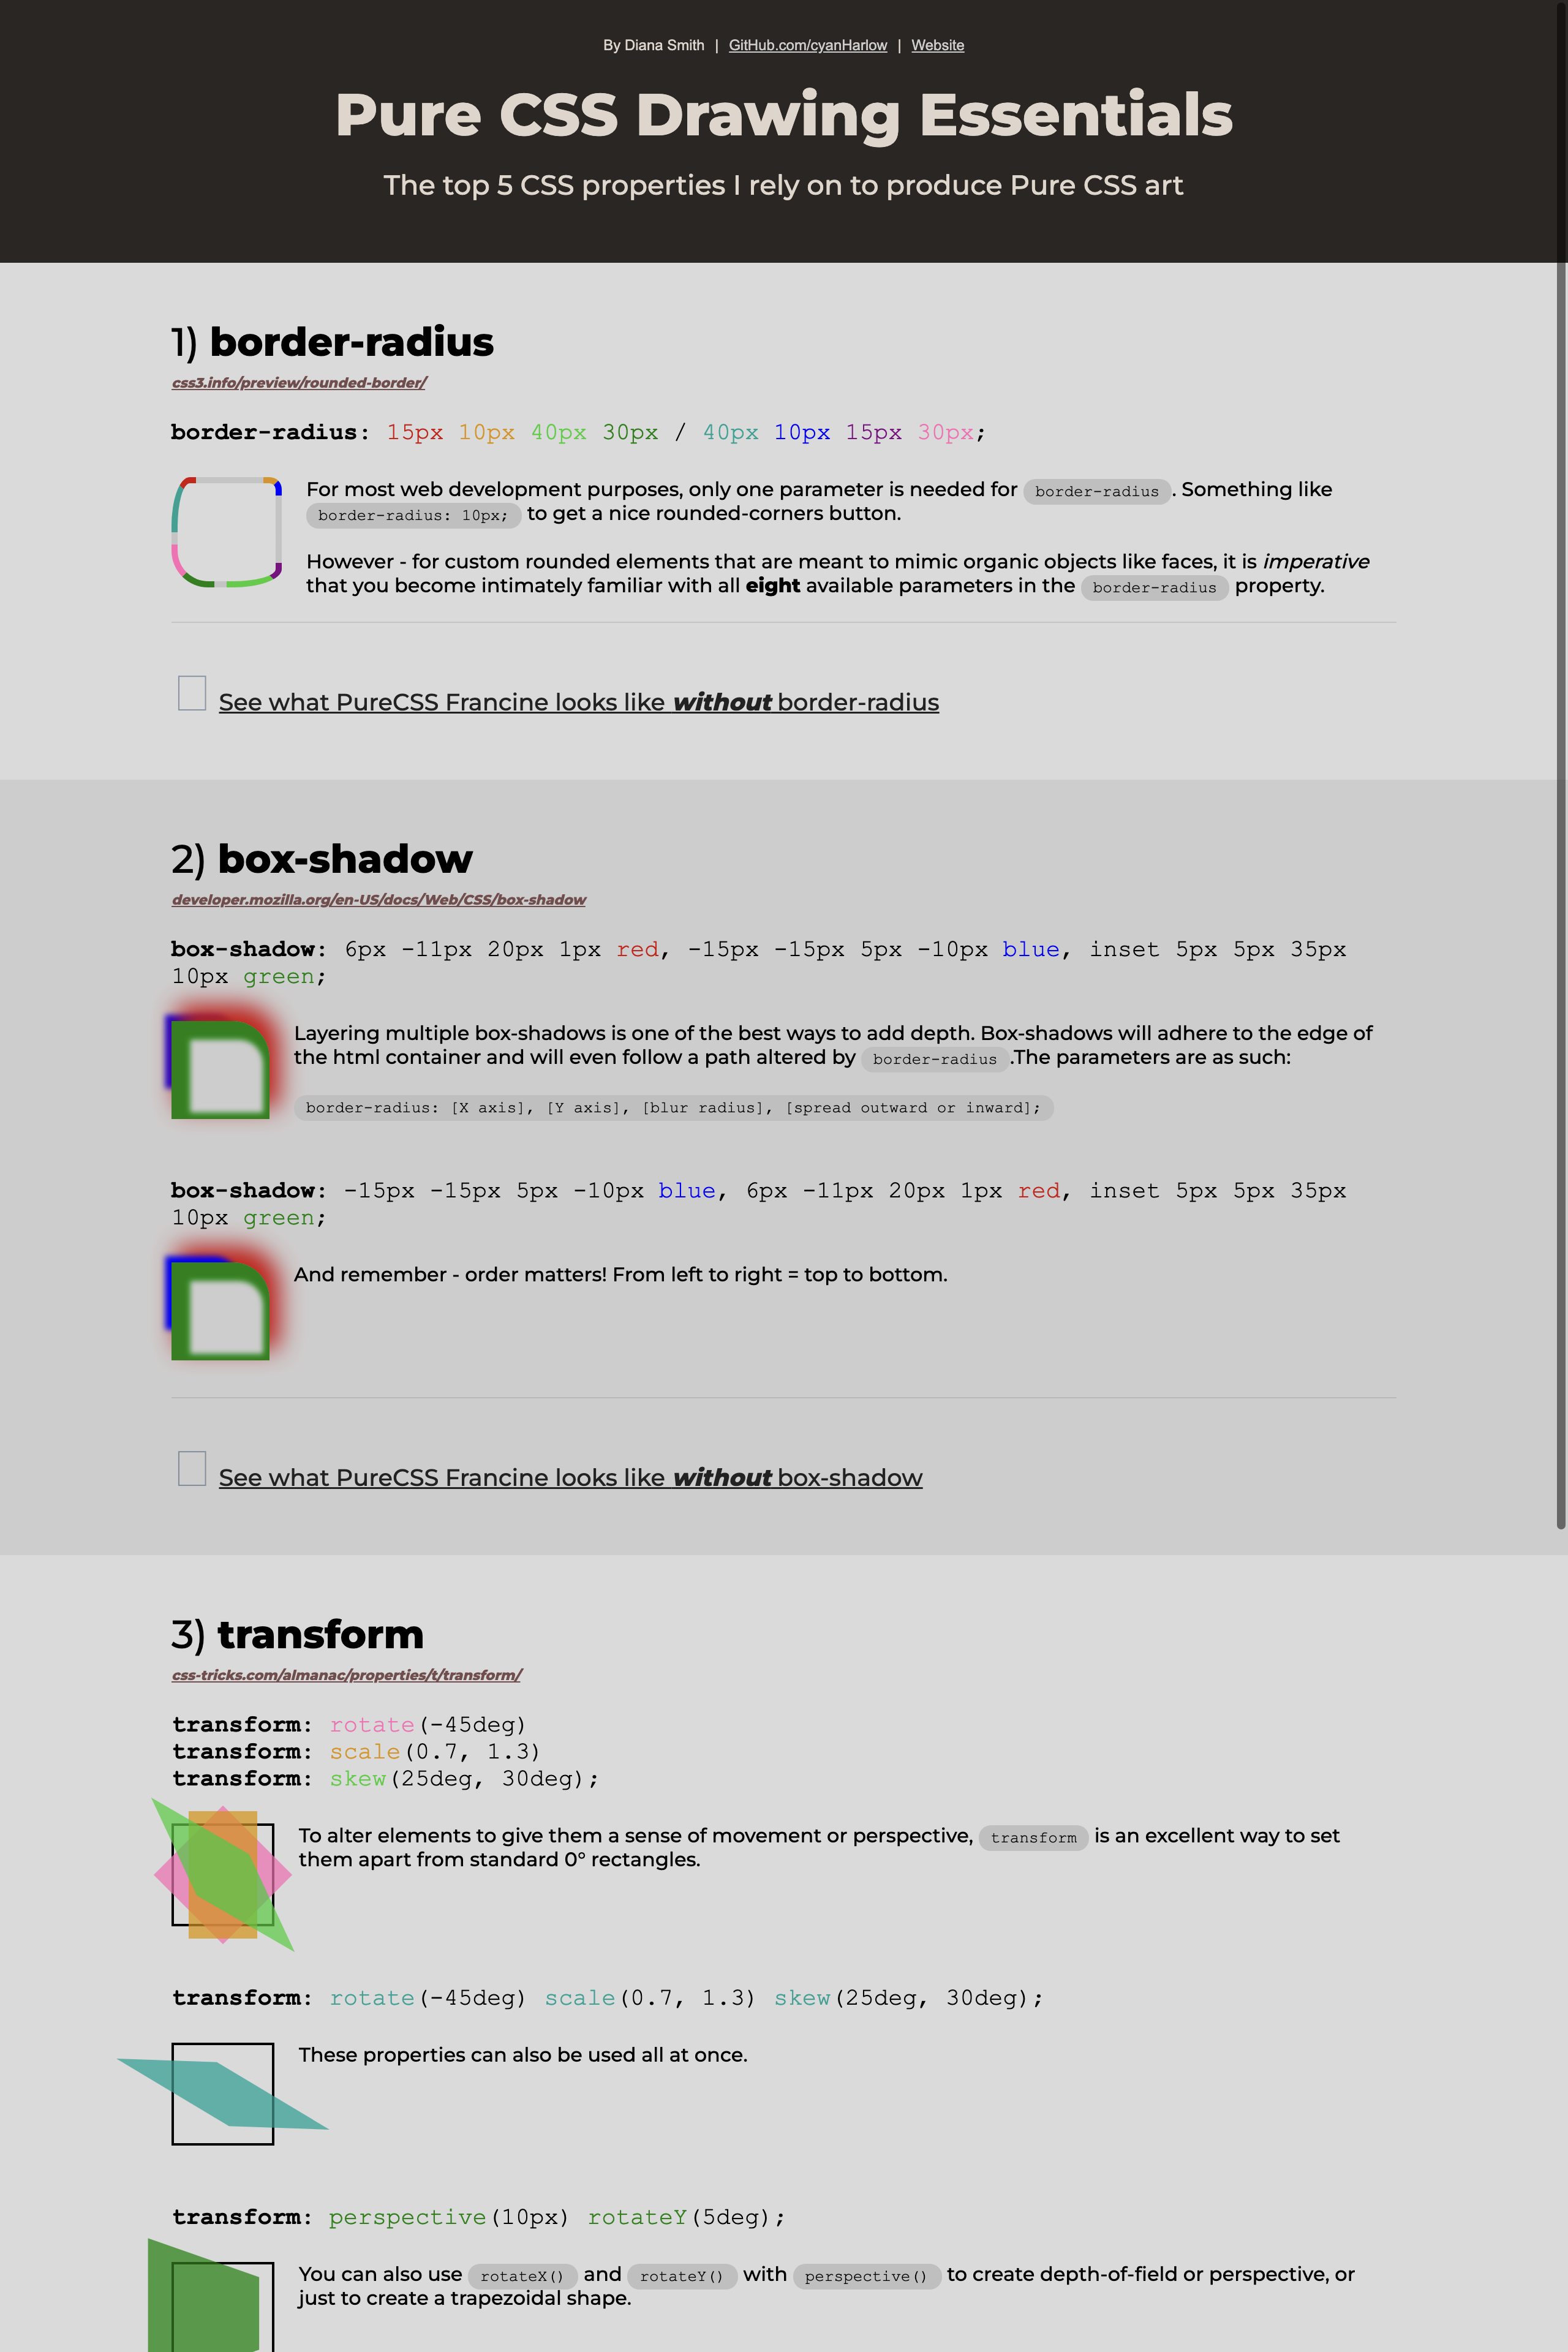 By Diana Smith | GitHub.com/cyanHarlow | Website
Pure CSS Drawing Essentials
The top 5 CSS properties I rely on to produce Pure CSS art
1) border-radius
css3.info/preview/rounded-border/
border-radius: 15px 10px 40px 30px / 40px 10px 15px 30px;
For most web development purposes, only one parameter is needed for border-radius. Something like
border-radius: 10px; to get a nice rounded-corners button.
However - for custom rounded elements that are meant to mimic organic objects like faces, it is imperative
that you become intimately familiar with all eight available parameters in the border-radius property.
See what PureCSS Francine looks like without border-radius
2) box-shadow
developer.mozilla.org/en-US/docs/Web/CSS/box-shadow
box-shadow: 6px -11px 20px 1px red, -15px -15px 5px -10px blue, inset 5px 5px 35px
10px green;
Layering multiple box-shadows is one of the best ways to add depth. Box-shadows will adhere to the edge of
the html container and will even follow a path altered by border-radius.The parameters are as such:
border-radius: [X axis], [Y axis], [blur radius], [spread outward or inward];
box-shadow: -15px -15px 5px -10px blue, 6px -11px 20px 1px red, inset 5px 5px 35px
10px green;
And remember - order matters! From left to right = top to bottom.
See what PureCSS Francine looks like without box-shadow
3) transform
css-tricks.com/almanac/properties/t/transform/
transform: rotate(-45deg)
transform: scale(0.7, 1.3)
transform: skew(25deg, 30deg);
To alter elements to give them a sense of movement or perspective, transform is an excellent way to set
them apart from standard 0° rectangles.
transform: rotate(-45deg) scale(0.7, 1.3) skew(25deg, 30deg);
These properties can also be used all at once.
transform: perspective(10px) rotateY(5deg);
You can also use rotateX() and rotateY() with perspective() to create depth-of-field or perspective, or
just to create a trapezoidal shape.